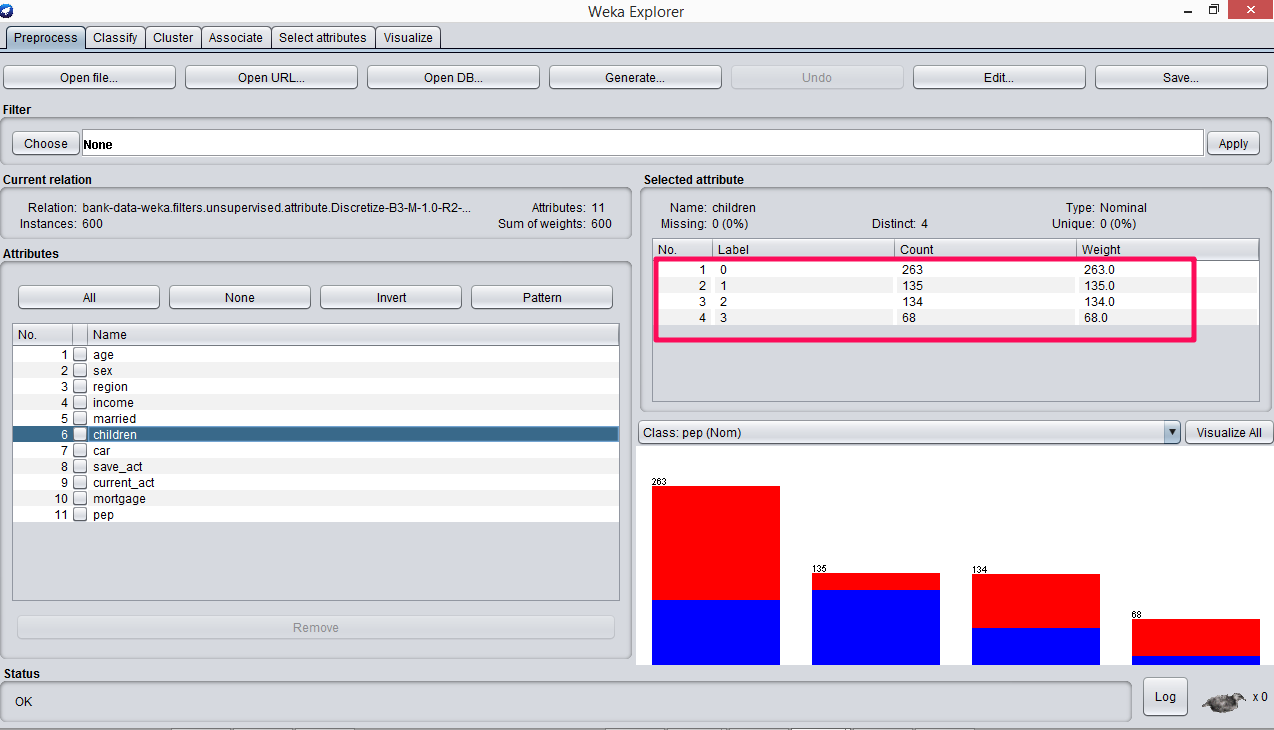 Weka Explorer
Preprocess Classify Cluster Associate Select attributes Visualize
Open file... Open URL... Open DB... Generate... Undo Edit... Save...
Filter
Choose None Apply
Current relation
Relation: bank-data-weka.filters.unsupervised.attribute.Discretize-B3-M-1.0-R2-... Attributes: 11
Instances: 600 Sum of weights: 600
Attributes
All None Invert Pattern
No. Name
1 age
2 sex
3 region
4 income
5 married
6 children
7 car
8 save_act
9 current_act
10 mortgage
11 pep
Remove
Selected attribute
Name: children Type: Nominal
Missing: 0 (0%) Distinct: 4 Unique: 0 (0%)
No. Label Count Weight
1 0 263 263.0
2 1 135 135.0
3 2 134 134.0
4 3 68 68.0
Class: pep (Nom) Visualize All
263
135
134
68
Status
OK
Log x 0